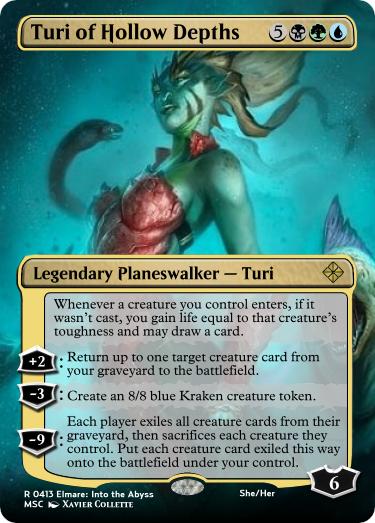 Turi of Hollow Depths 5
Legendary Planeswalker — Turi
Whenever a creature you control enters, if it
wasn't cast, you gain life equal to that creature's
toughness and may draw a card.
+2: Return up to one target creature card from
your graveyard to the battlefield.
-3: Create an 8/8 blue Kraken creature token.
-9: Each player exiles all creature cards from their
graveyard, then sacrifices each creature they
control. Put each creature card exiled this way
onto the battlefield under your control.
6
R 0413 Elmare: Into the Abyss She/Her
MSC XAVIER COLLETTE